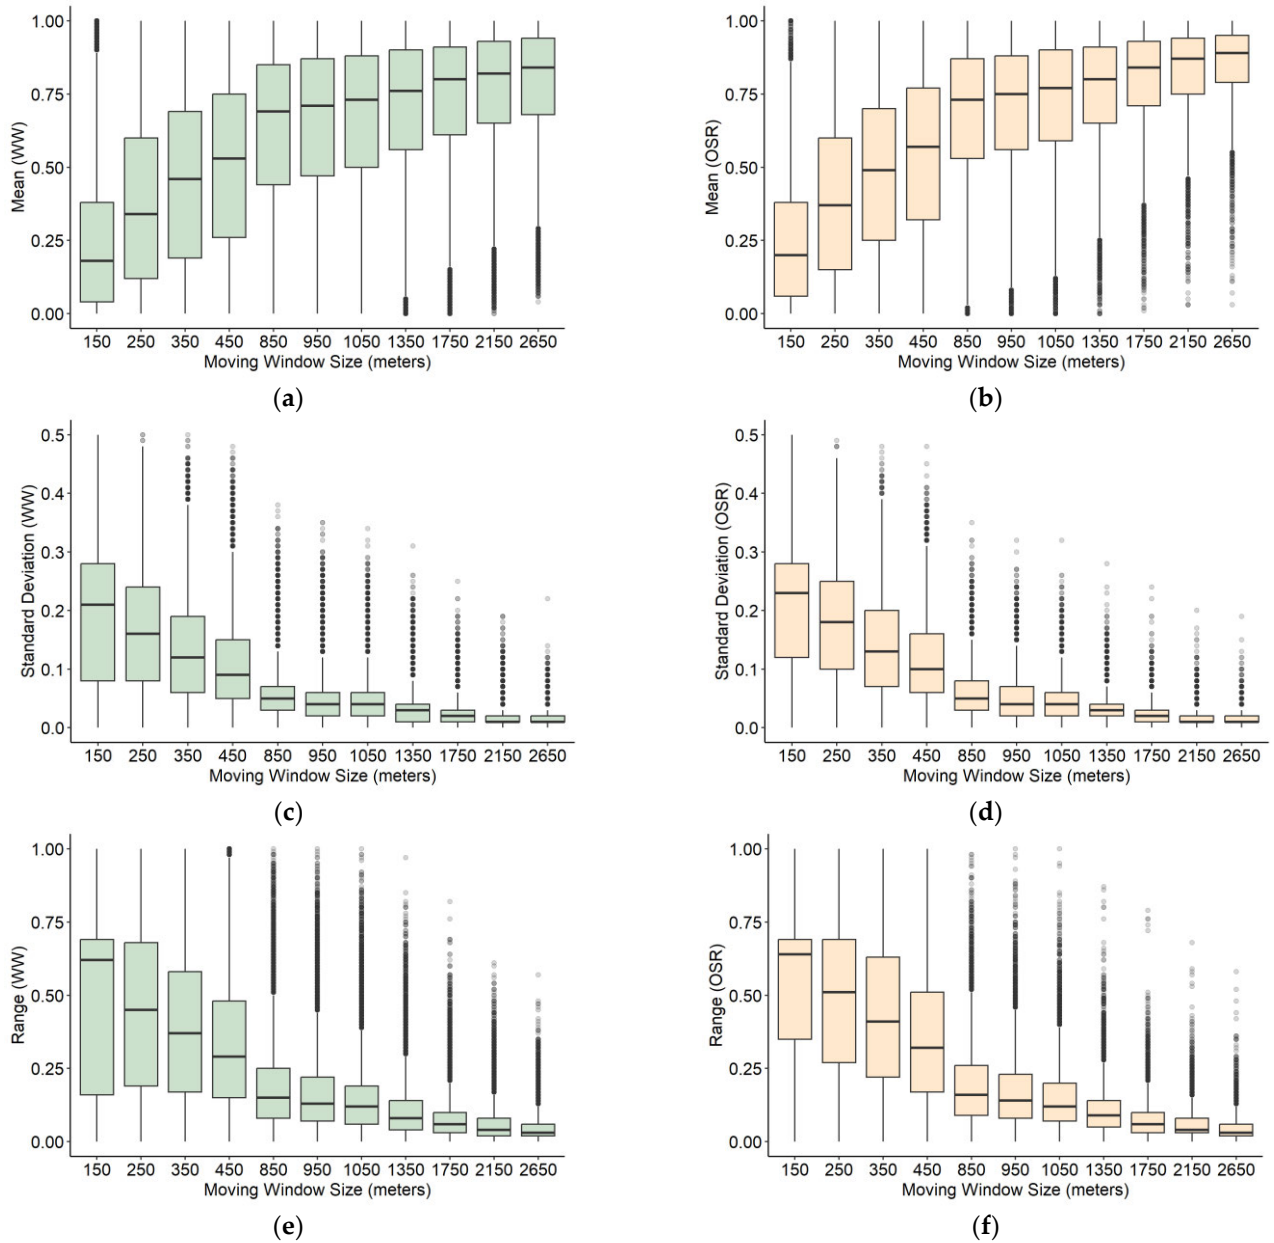 1.00
0.75
0.50
0.25
0.00
Mean (WW)
150 250 350 450 850 950 1050 1350 1750 2150 2650
Moving Window Size (meters)
(a)
1.00
0.75
0.50
0.25
0.00
Mean (OSR)
150 250 350 450 850 950 1050 1350 1750 2150 2650
Moving Window Size (meters)
(b)
0.5
0.4
0.3
0.2
0.1
0.0
Standard Deviation (WW)
150 250 350 450 850 950 1050 1350 1750 2150 2650
Moving Window Size (meters)
(c)
0.5
0.4
0.3
0.2
0.1
0.0
Standard Deviation (OSR)
150 250 350 450 850 950 1050 1350 1750 2150 2650
Moving Window Size (meters)
(d)
1.00
0.75
0.50
0.25
0.00
Range (WW)
150 250 350 450 850 950 1050 1350 1750 2150 2650
Moving Window Size (meters)
(e)
1.00
0.75
0.50
0.25
0.00
Range (OSR)
150 250 350 450 850 950 1050 1350 1750 2150 2650
Moving Window Size (meters)
(f)